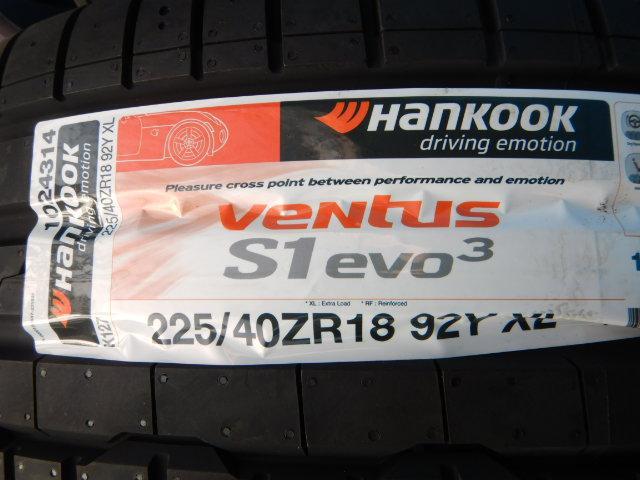 HANKOOK
driving emotion
Pleasure cross point between performance and emotion
ventus
S1 evo3
* XL : Extra Load * RF : Reinforced
225/40ZR18 92Y XL
1024314
HANKOOK
driving emotion
225/40ZR18 92Y XL
K127